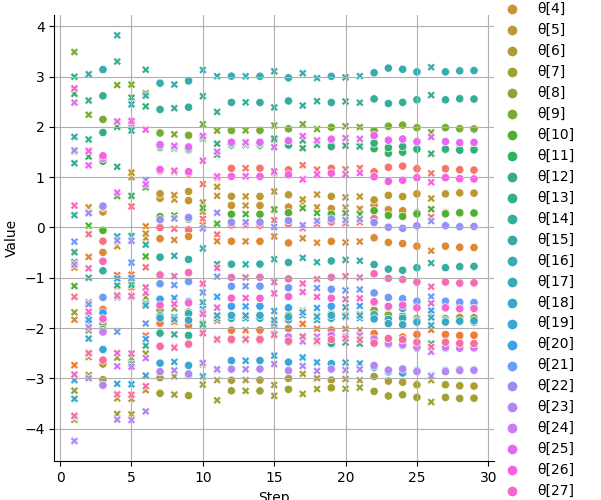 Value
4
3
2
1
0
−1
−2
−3
−4
0
5
10
15
20
25
30
Step
θ[4]
θ[5]
θ[6]
θ[7]
θ[8]
θ[9]
θ[10]
θ[11]
θ[12]
θ[13]
θ[14]
θ[15]
θ[16]
θ[17]
θ[18]
θ[19]
θ[20]
θ[21]
θ[22]
θ[23]
θ[24]
θ[25]
θ[26]
θ[27]